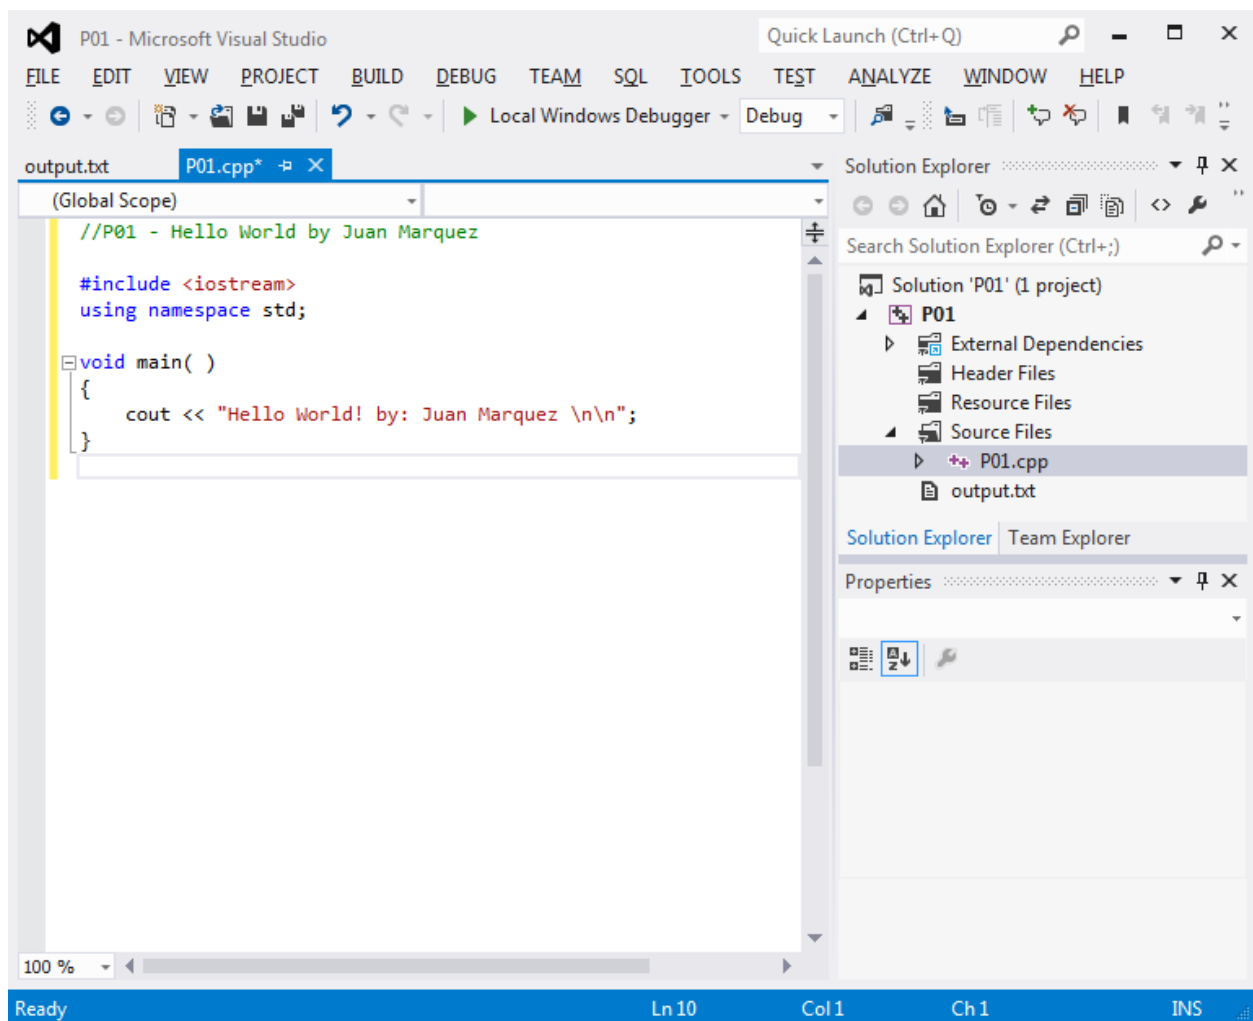 P01 - Microsoft Visual Studio
Quick Launch (Ctrl+Q)
FILE EDIT VIEW PROJECT BUILD DEBUG TEAM SQL TOOLS TEST ANALYZE WINDOW HELP
Local Windows Debugger Debug
output.txt P01.cpp*
(Global Scope)
//P01 - Hello World by Juan Marquez
#include <iostream>
using namespace std;
void main( )
{
cout << "Hello World! by: Juan Marquez \n\n";
}
100 %
Solution Explorer
Search Solution Explorer (Ctrl+;)
Solution 'P01' (1 project)
P01
External Dependencies
Header Files
Resource Files
Source Files
P01.cpp
output.txt
Solution Explorer Team Explorer
Properties
Ready Ln 10 Col 1 Ch 1 INS